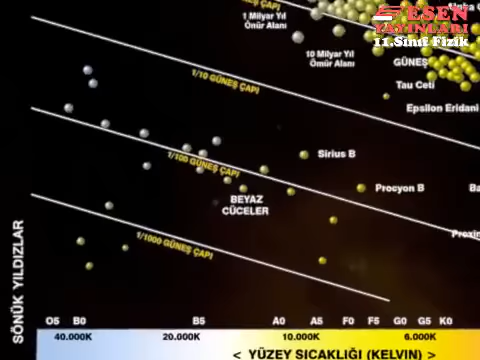 ESEN
YAYINLARI
11.Sınıf Fizik
1 Milyar Yıl
Ömür Alanı
10 Milyar Yıl
Ömür Alanı
GÜNEŞ
Tau Ceti
Epsilon Eridani
1/10 GÜNEŞ ÇAPI
Sirius B
1/100 GÜNEŞ ÇAPI
Procyon B
BEYAZ
CÜCELER
1/1000 GÜNEŞ ÇAPI
SÖNÜK YILDIZLAR
O5 B0 B5 A0 A5 F0 F5 G0 G5 K0
40.000K 20.000K 10.000K 6.000K
< YÜZEY SICAKLIĞI (KELVIN) >